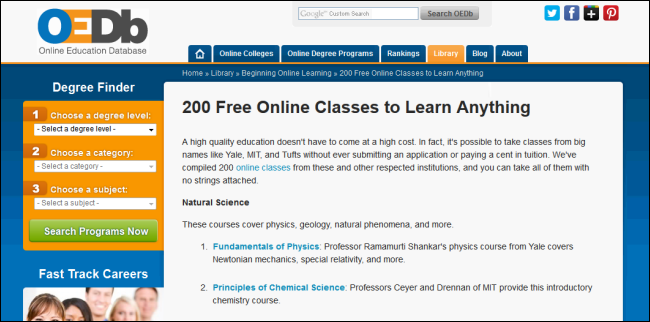 OEDb
Online Education Database
Google™ Custom Search
Search OEDb
Online Colleges
Online Degree Programs
Rankings
Library
Blog
About
Home » Library » Beginning Online Learning » 200 Free Online Classes to Learn Anything
Degree Finder
1 Choose a degree level:
- Select a degree level -
2 Choose a category:
- Select a category -
3 Choose a subject:
- Select a subject -
Search Programs Now
Fast Track Careers
200 Free Online Classes to Learn Anything
A high quality education doesn't have to come at a high cost. In fact, it's possible to take classes from big
names like Yale, MIT, and Tufts without ever submitting an application or paying a cent in tuition. We've
compiled 200 online classes from these and other respected institutions, and you can take all of them with
no strings attached.
Natural Science
These courses cover physics, geology, natural phenomena, and more.
1. Fundamentals of Physics: Professor Ramamurti Shankar's physics course from Yale covers
Newtonian mechanics, special relativity, and more.
2. Principles of Chemical Science: Professors Ceyer and Drennan of MIT provide this introductory
chemistry course.